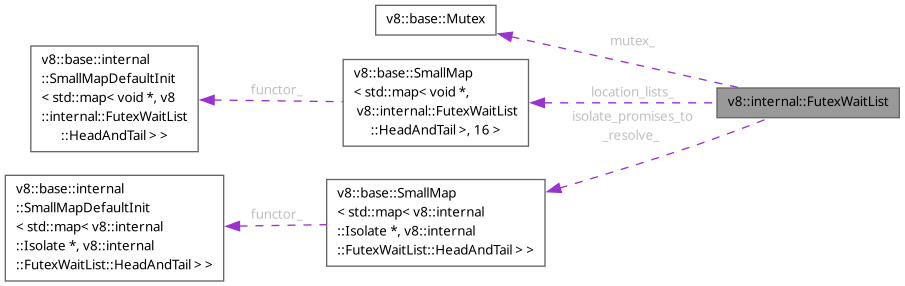 v8::base::Mutex
mutex_
v8::base::internal
::SmallMapDefaultInit
< std::map< void *, v8
::internal::FutexWaitList
::HeadAndTail > >
functor_
v8::base::SmallMap
< std::map< void *,
v8::internal::FutexWaitList
::HeadAndTail >, 16 >
location_lists_
v8::internal::FutexWaitList
isolate_promises_to
_resolve_
v8::base::internal
::SmallMapDefaultInit
< std::map< v8::internal
::Isolate *, v8::internal
::FutexWaitList::HeadAndTail > >
functor_
v8::base::SmallMap
< std::map< v8::internal
::Isolate *, v8::internal
::FutexWaitList::HeadAndTail > >